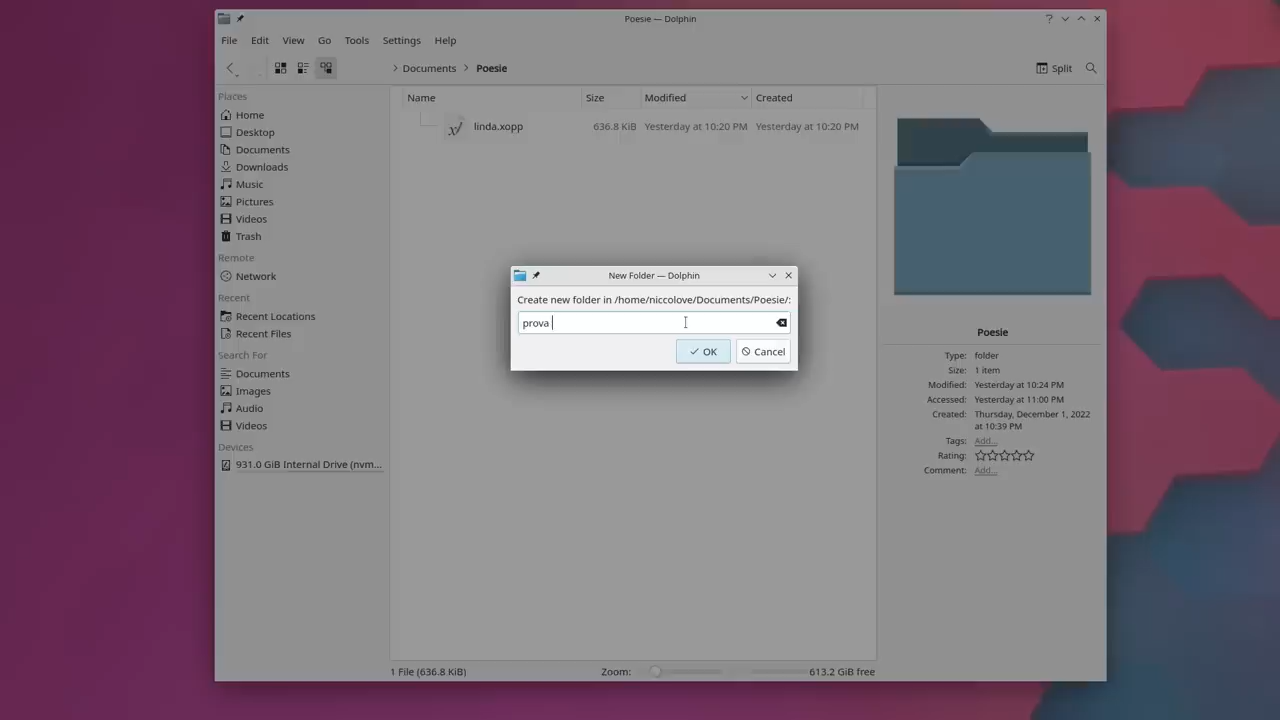 Poesie — Dolphin
File Edit View Go Tools Settings Help
Documents Poesie Split
Places
Home
Desktop
Documents
Downloads
Music
Pictures
Videos
Trash
Remote
Network
Recent
Recent Locations
Recent Files
Search For
Documents
Images
Audio
Videos
Devices
931.0 GiB Internal Drive (nvm...
Name Size Modified Created
linda.xopp 636.8 KiB Yesterday at 10:20 PM Yesterday at 10:20 PM
New Folder — Dolphin
Create new folder in /home/niccolove/Documents/Poesie/:
prova
OK Cancel
Poesie
Type: folder
Size: 1 item
Modified: Yesterday at 10:24 PM
Accessed: Yesterday at 11:00 PM
Created: Thursday, December 1, 2022
at 10:39 PM
Tags: Add...
Rating:
Comment: Add...
1 File (636.8 KiB) Zoom: 613.2 GiB free